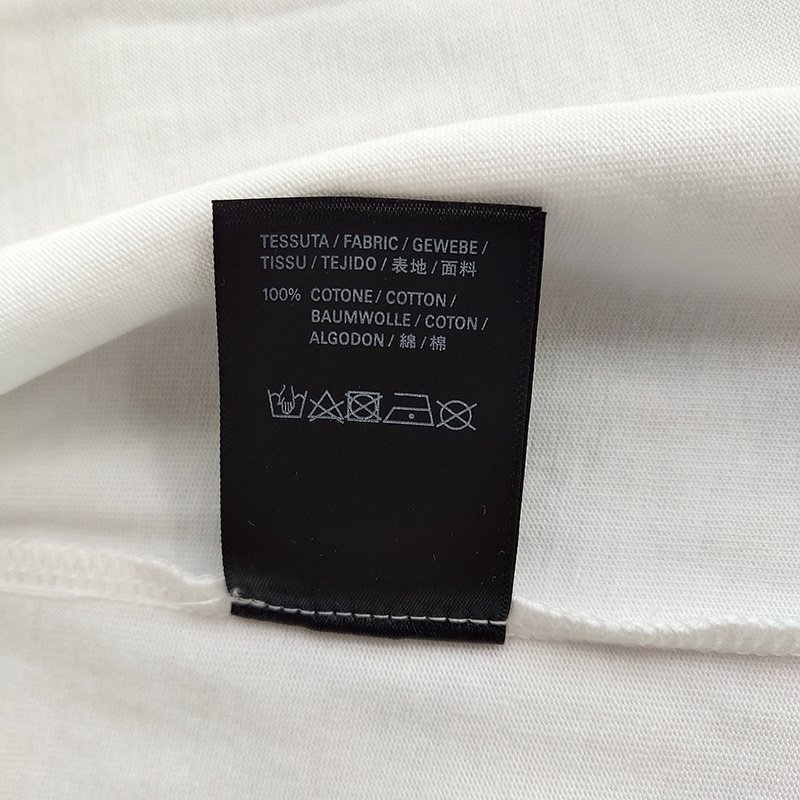 TESSUTA / FABRIC / GEWEBE /
TISSU / TEJIDO / 表地 / 面料
100% COTONE / COTTON /
BAUMWOLLE / COTON /
ALGODON / 綿 / 棉